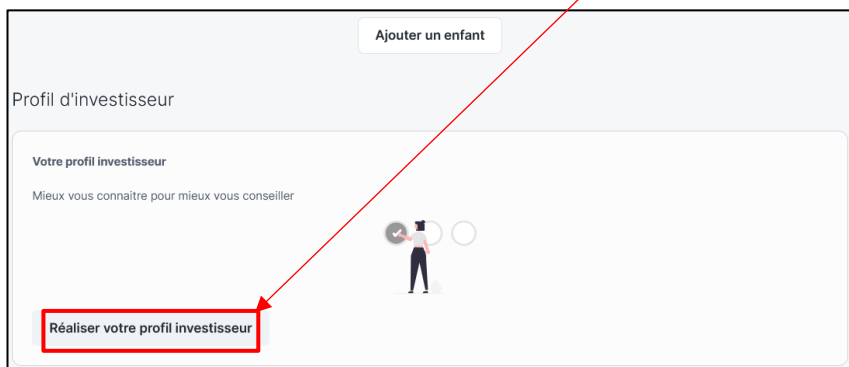 Ajouter un enfant
Profil d'investisseur
Votre profil investisseur
Mieux vous connaitre pour mieux vous conseiller
Réaliser votre profil investisseur